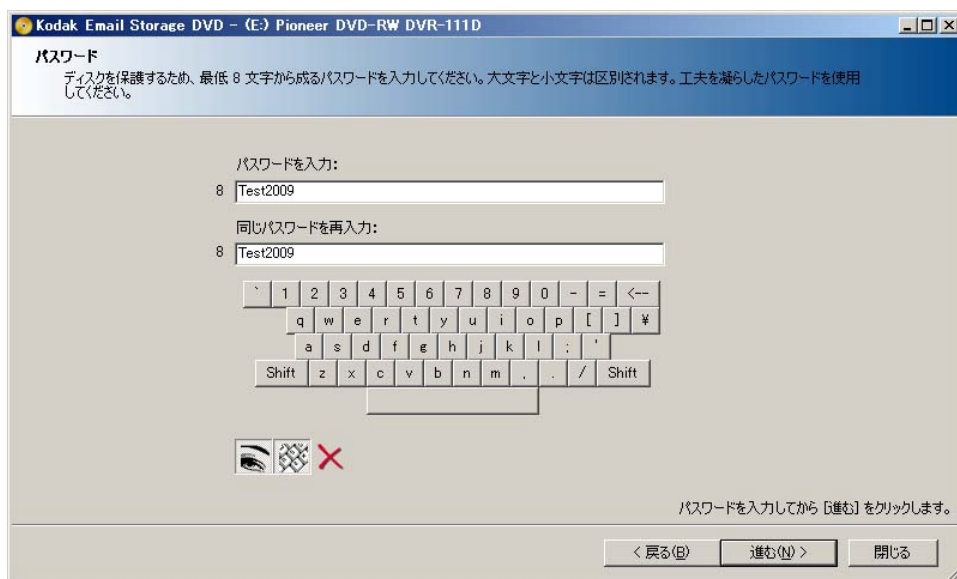 Kodak Email Storage DVD - (E:) Pioneer DVD-RW DVR-111D
パスワード
ディスクを保護するため、最低 8 文字から成るパスワードを入力してください。大文字と小文字は区別されます。工夫を凝らしたパスワードを使用
してください。
パスワードを入力:
8 Test2009
同じパスワードを再入力:
8 Test2009
` 1 2 3 4 5 6 7 8 9 0 - = <--
q w e r t y u i o p [ ] ¥
a s d f g h j k l ; '
Shift z x c v b n m , . / Shift
パスワードを入力してから [進む] をクリックします。
< 戻る(B) 進む(N) > 閉じる